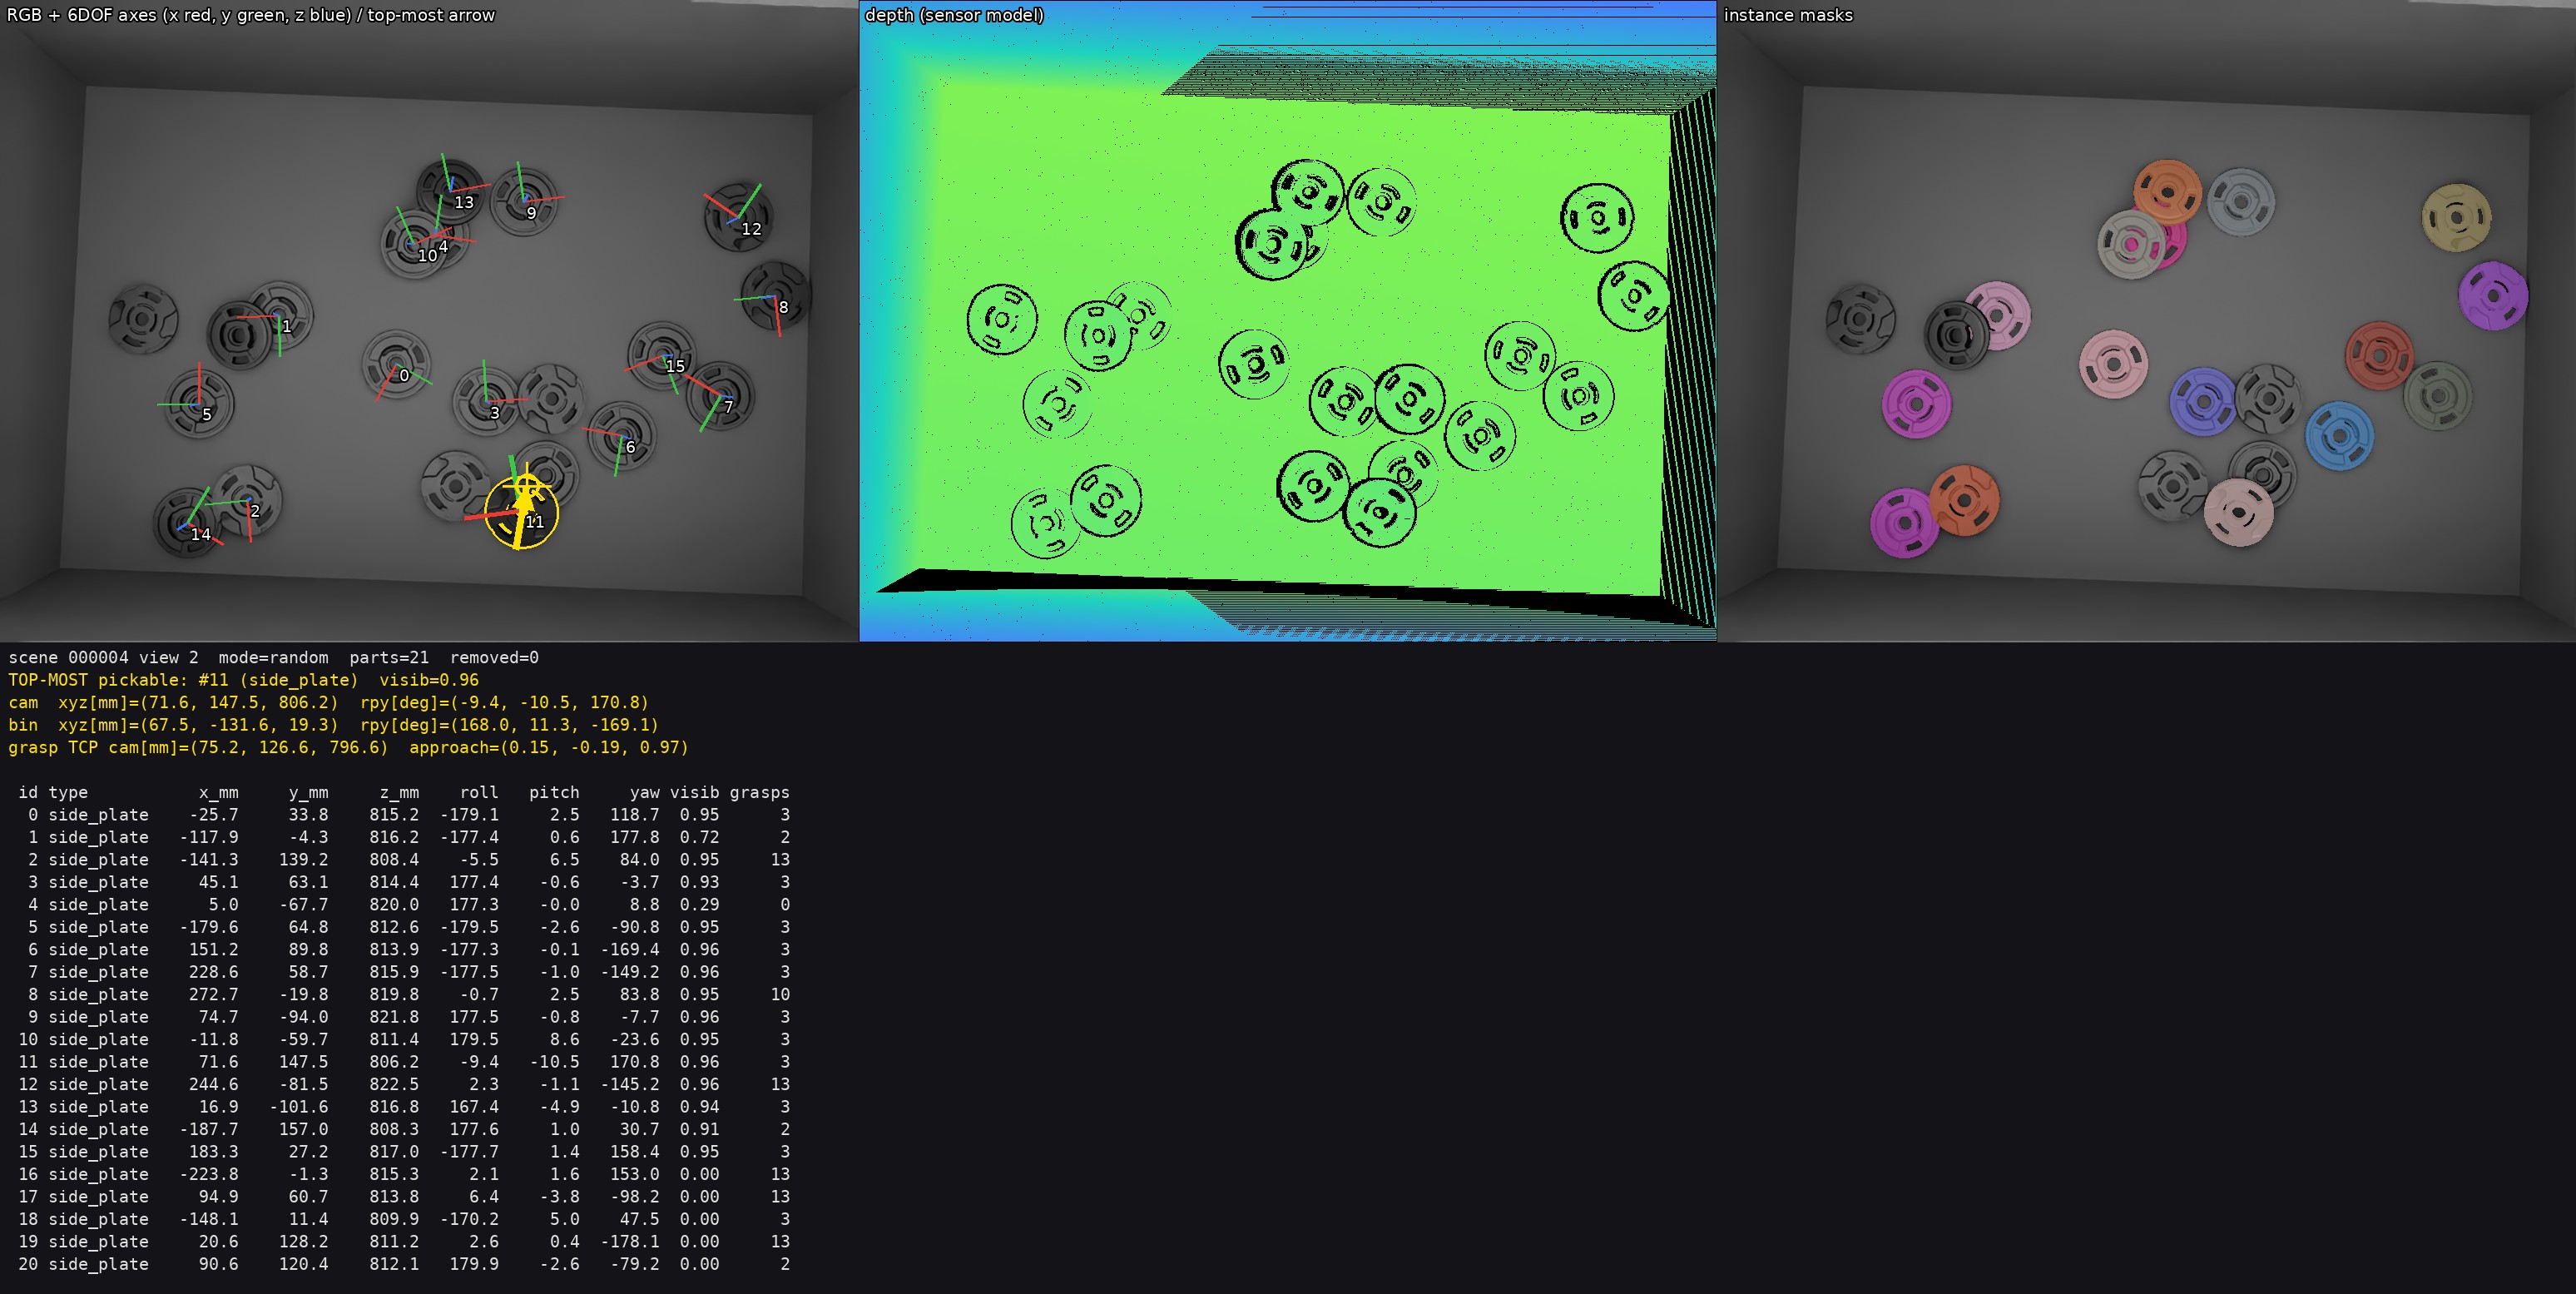 RGB + 6DOF axes (x red, y green, z blue) / top-most arrow
depth (sensor model)
instance masks
13
9
12
4
10
8
1
15
0
7
5
3
6
2
11
14
scene 000004 view 2  mode=random  parts=21  removed=0
TOP-MOST pickable: #11 (side_plate)  visib=0.96
cam  xyz[mm]=(71.6, 147.5, 806.2)  rpy[deg]=(-9.4, -10.5, 170.8)
bin  xyz[mm]=(67.5, -131.6, 19.3)  rpy[deg]=(168.0, 11.3, -169.1)
grasp TCP cam[mm]=(75.2, 126.6, 796.6)  approach=(0.15, -0.19, 0.97)
id type x_mm y_mm z_mm roll pitch yaw visib grasps
0 side_plate -25.7 33.8 815.2 -179.1 2.5 118.7 0.95 3
1 side_plate -117.9 -4.3 816.2 -177.4 0.6 177.8 0.72 2
2 side_plate -141.3 139.2 808.4 -5.5 6.5 84.0 0.95 13
3 side_plate 45.1 63.1 814.4 177.4 -0.6 -3.7 0.93 3
4 side_plate 5.0 -67.7 820.0 177.3 -0.0 8.8 0.29 0
5 side_plate -179.6 64.8 812.6 -179.5 -2.6 -90.8 0.95 3
6 side_plate 151.2 89.8 813.9 -177.3 -0.1 -169.4 0.96 3
7 side_plate 228.6 58.7 815.9 -177.5 -1.0 -149.2 0.96 3
8 side_plate 272.7 -19.8 819.8 -0.7 2.5 83.8 0.95 10
9 side_plate 74.7 -94.0 821.8 177.5 -0.8 -7.7 0.96 3
10 side_plate -11.8 -59.7 811.4 179.5 8.6 -23.6 0.95 3
11 side_plate 71.6 147.5 806.2 -9.4 -10.5 170.8 0.96 3
12 side_plate 244.6 -81.5 822.5 2.3 -1.1 -145.2 0.96 13
13 side_plate 16.9 -101.6 816.8 167.4 -4.9 -10.8 0.94 3
14 side_plate -187.7 157.0 808.3 177.6 1.0 30.7 0.91 2
15 side_plate 183.3 27.2 817.0 -177.7 1.4 158.4 0.95 3
16 side_plate -223.8 -1.3 815.3 2.1 1.6 153.0 0.00 13
17 side_plate 94.9 60.7 813.8 6.4 -3.8 -98.2 0.00 13
18 side_plate -148.1 11.4 809.9 -170.2 5.0 47.5 0.00 3
19 side_plate 20.6 128.2 811.2 2.6 0.4 -178.1 0.00 13
20 side_plate 90.6 120.4 812.1 179.9 -2.6 -79.2 0.00 2